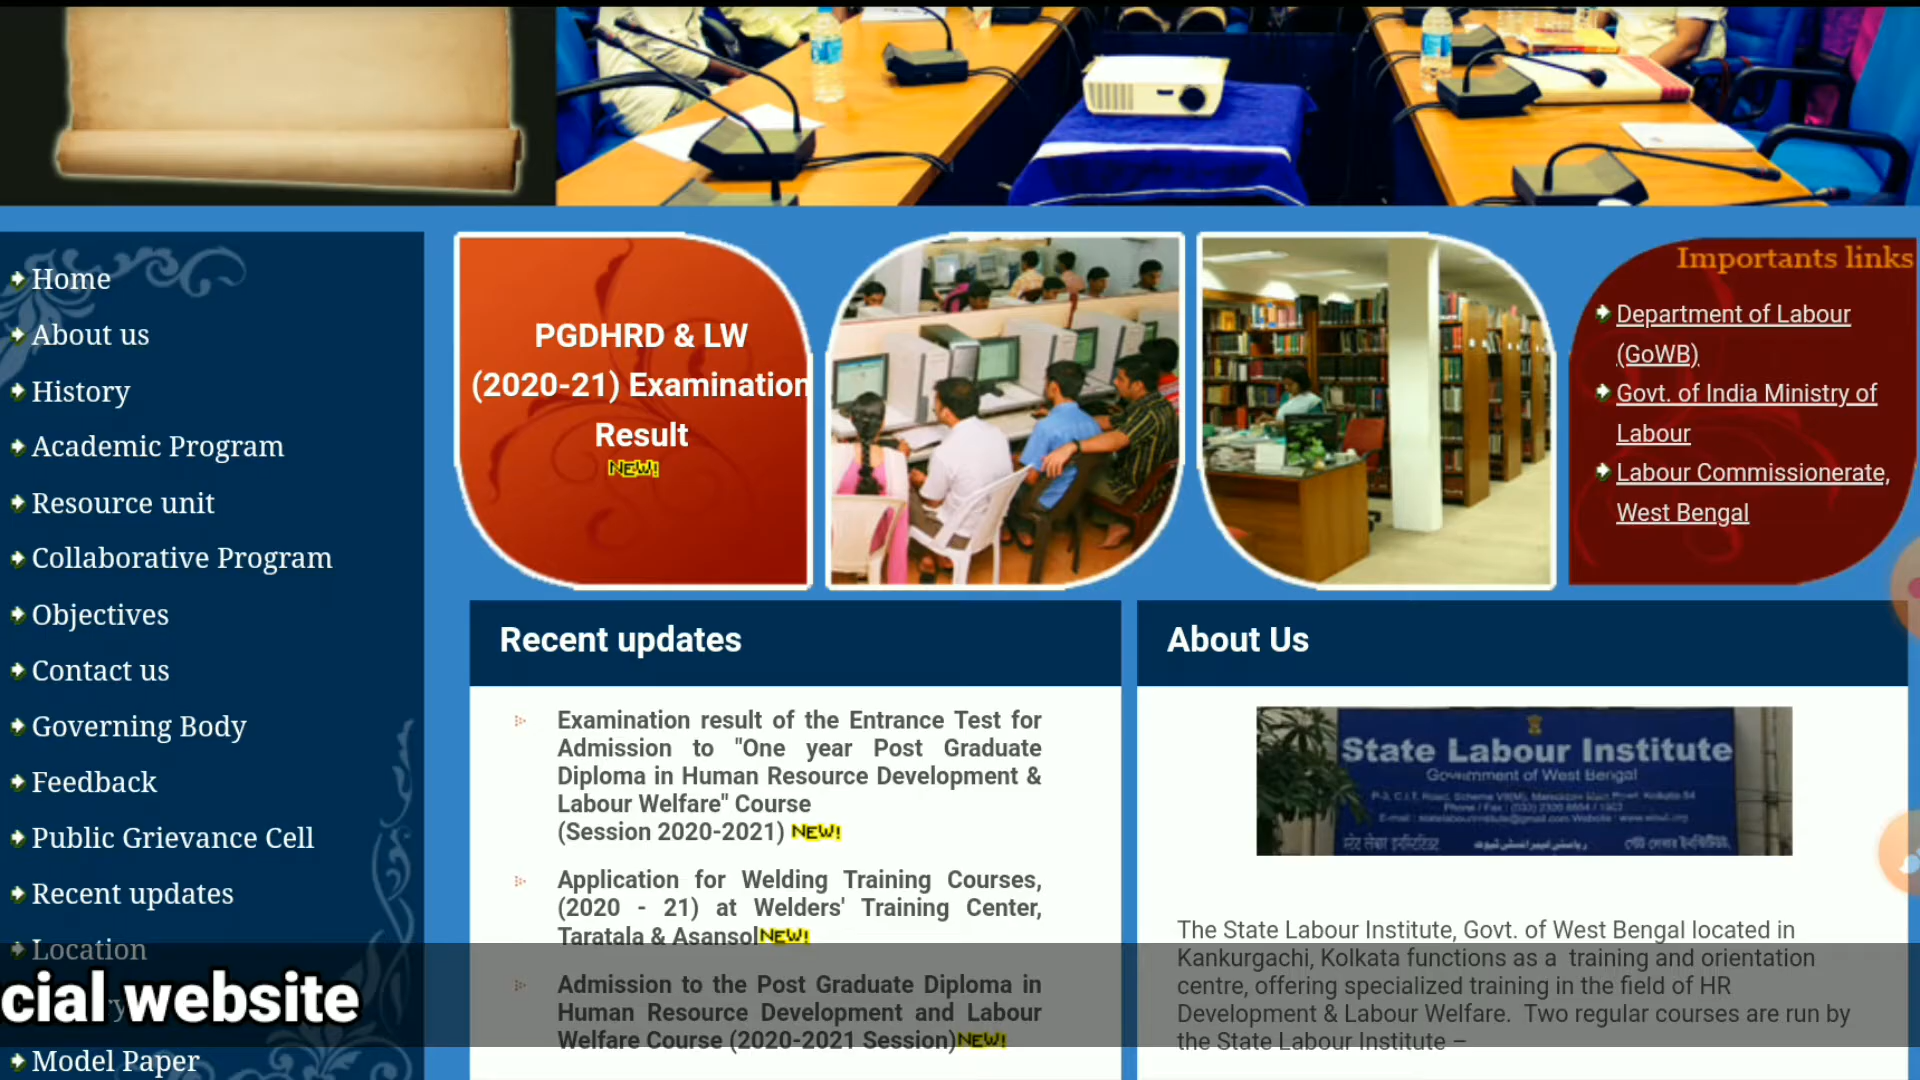 Home
About us
History
Academic Program
Resource unit
Collaborative Program
Objectives
Contact us
Governing Body
Feedback
Public Grievance Cell
Recent updates
Location
cial website
Model Paper
PGDHRD & LW
(2020-21) Examination
Result
NEW!
Importants links
Department of Labour
(GoWB)
Govt. of India Ministry of
Labour
Labour Commissionerate,
West Bengal
Recent updates
Examination result of the Entrance Test for
Admission to "One year Post Graduate
Diploma in Human Resource Development &
Labour Welfare" Course
(Session 2020-2021) NEW!
Application for Welding Training Courses,
(2020 - 21) at Welders' Training Center,
Taratala & Asansol NEW!
Admission to the Post Graduate Diploma in
Human Resource Development and Labour
Welfare Course (2020-2021 Session) NEW!
About Us
State Labour Institute
Government of West Bengal
The State Labour Institute, Govt. of West Bengal located in
Kankurgachi, Kolkata functions as a training and orientation
centre, offering specialized training in the field of HR
Development & Labour Welfare. Two regular courses are run by
the State Labour Institute –